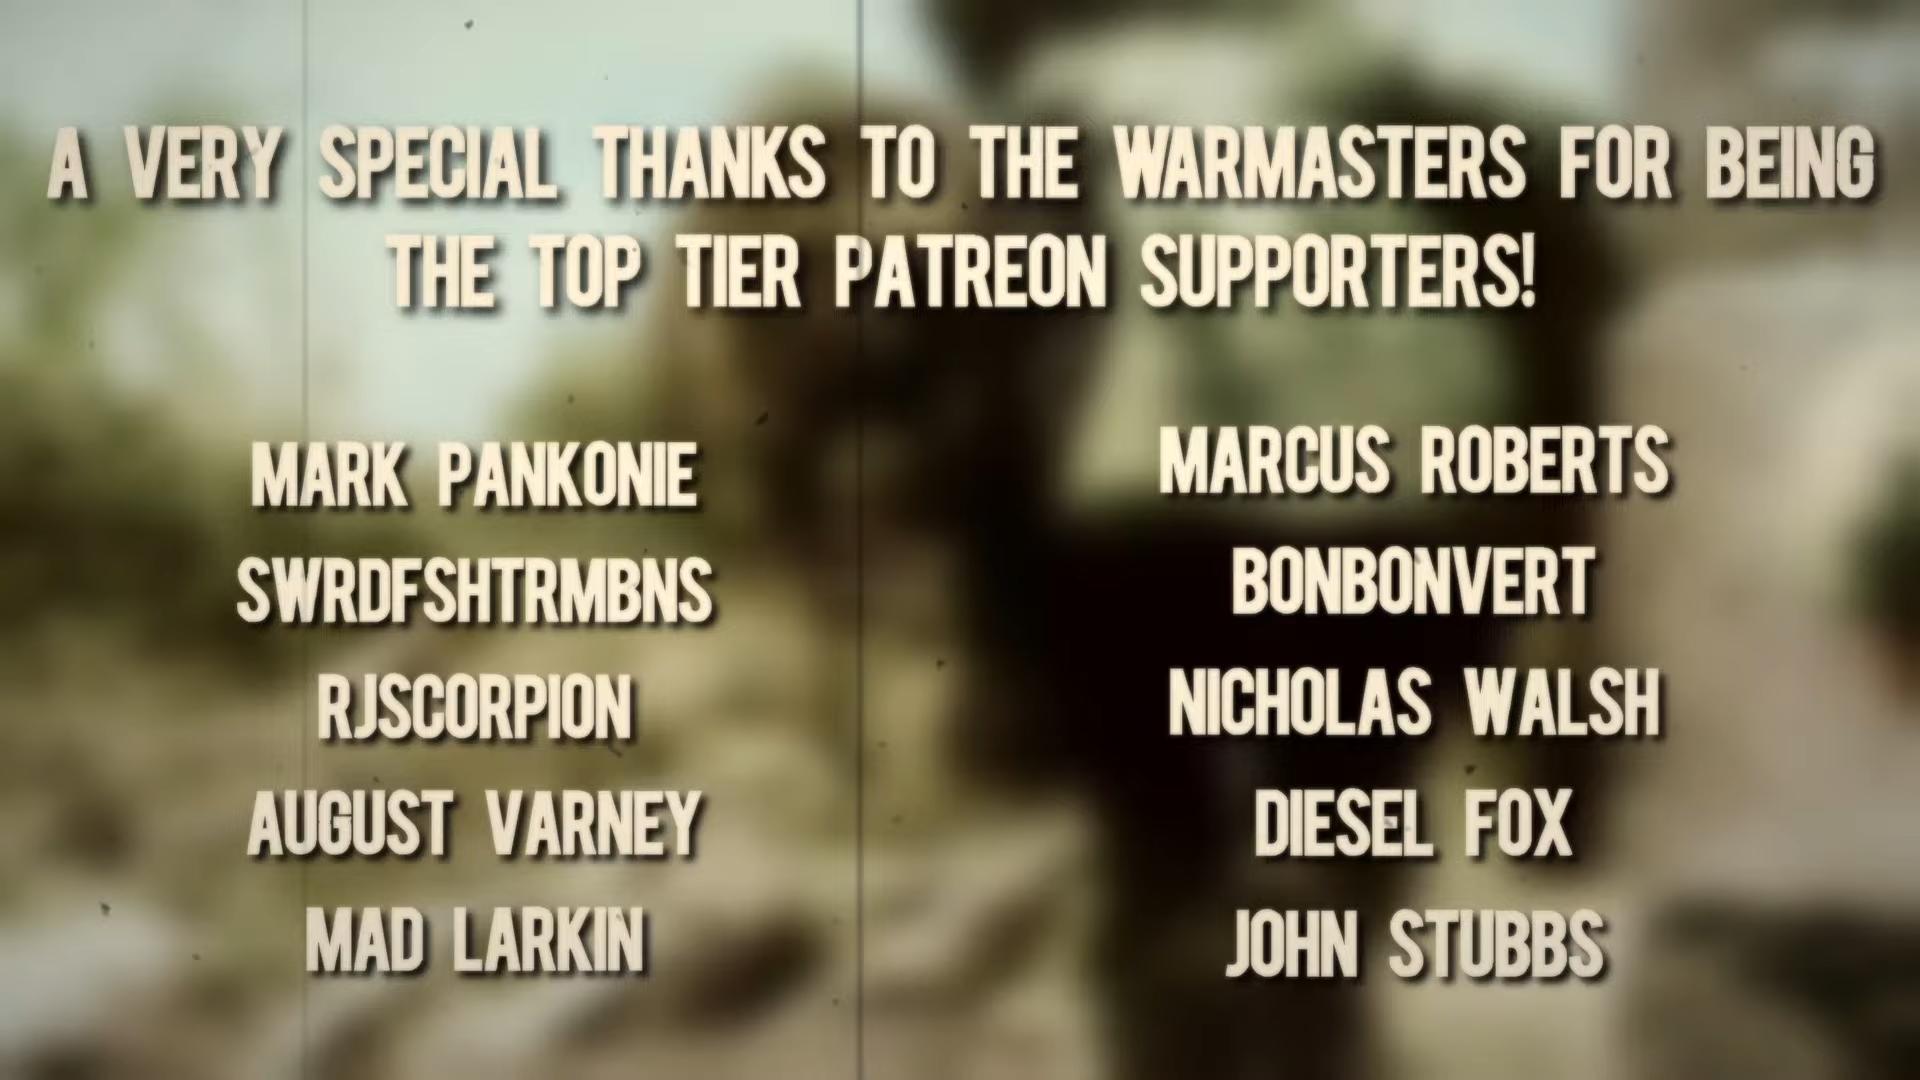 A VERY SPECIAL THANKS TO THE WARMASTERS FOR BEING
THE TOP TIER PATREON SUPPORTERS!
MARK PANKONIE
SWRDFSHTRMBNS
RJSCORPION
AUGUST VARNEY
MAD LARKIN
MARCUS ROBERTS
BONBONVERT
NICHOLAS WALSH
DIESEL FOX
JOHN STUBBS